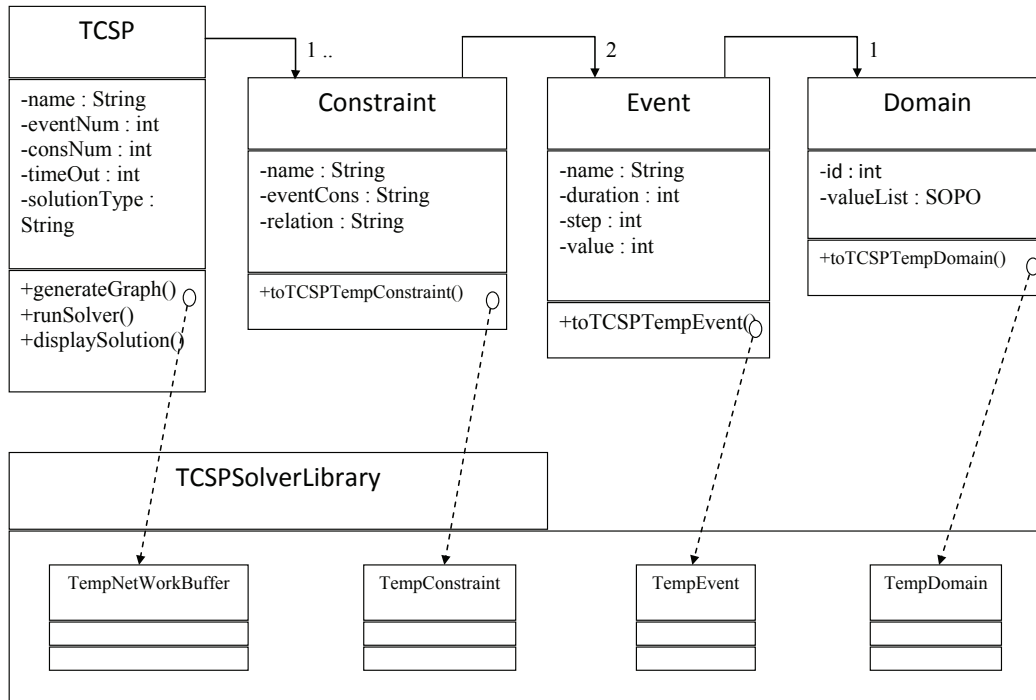 TCSP
-name : String
-eventNum : int
-consNum : int
-timeOut : int
-solutionType :
String
+generateGraph()
+runSolver()
+displaySolution()
1 ..
Constraint
-name : String
-eventCons : String
-relation : String
+toTCSPTempConstraint()
2
Event
-name : String
-duration : int
-step : int
-value : int
+toTCSPTempEvent()
1
Domain
-id : int
-valueList : SOPO
+toTCSPTempDomain()
TCSPSolverLibrary
TempNetWorkBuffer
TempConstraint
TempEvent
TempDomain